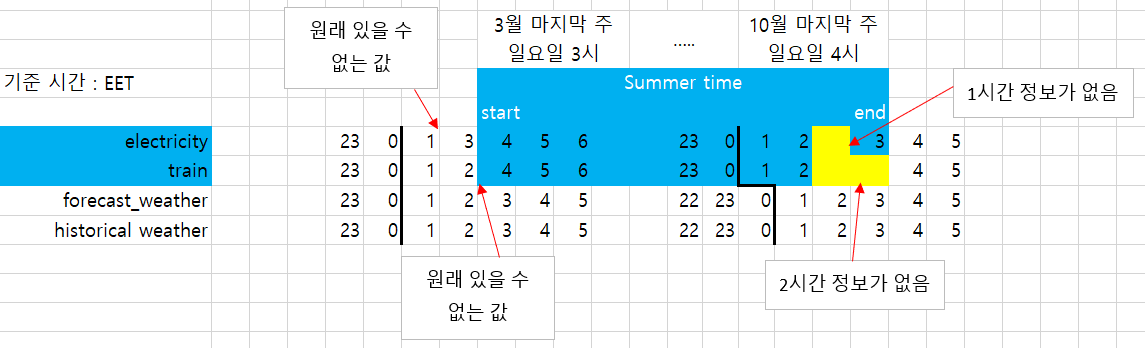 원래 있을 수
없는 값
3월 마지막 주
일요일 3시
.....
10월 마지막 주
일요일 4시
기준 시간 : EET
Summer time
1시간 정보가 없음
start
end
electricity 23 0 1 3 4 5 6 23 0 1 2 3 4 5
train 23 0 1 2 4 5 6 23 0 1 2 4 5
forecast_weather 23 0 1 2 3 4 5 22 23 0 1 2 3 4 5
historical weather 23 0 1 2 3 4 5 22 23 0 1 2 3 4 5
원래 있을 수
없는 값
2시간 정보가 없음